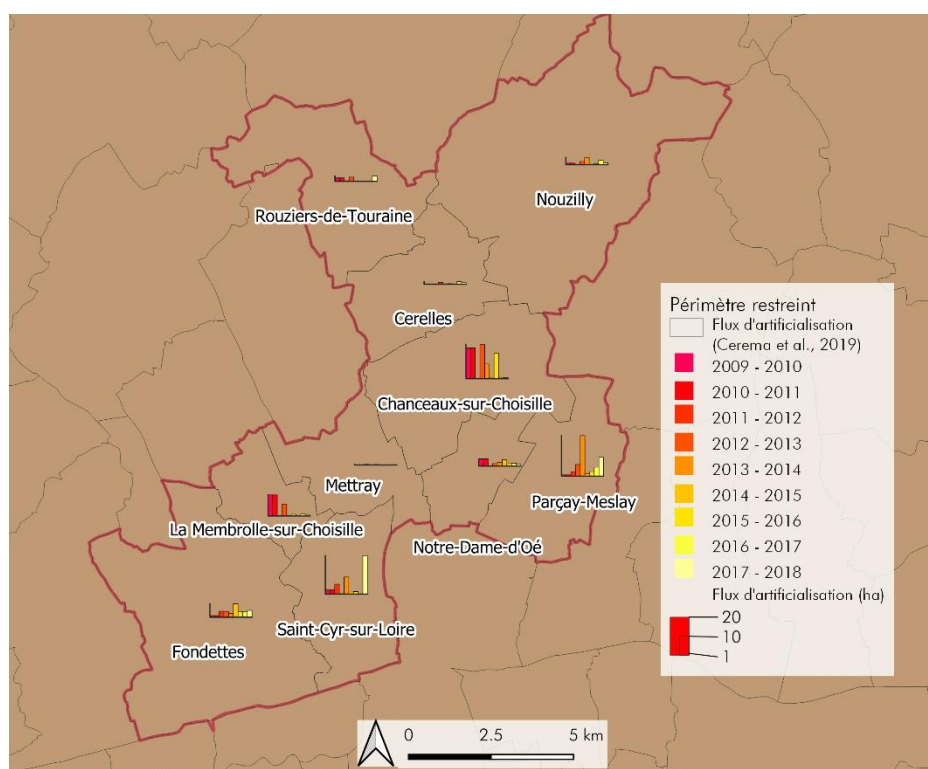 Nouzilly
Rouziers-de-Touraine
Cerelles
Chanceaux-sur-Choisille
Mettray
Parçay-Meslay
La Membrolle-sur-Choisille
Notre-Dame-d'Oé
Saint-Cyr-sur-Loire
Fondettes
Périmètre restreint
Flux d'artificialisation
(Cerema et al., 2019)
2009 - 2010
2010 - 2011
2011 - 2012
2012 - 2013
2013 - 2014
2014 - 2015
2015 - 2016
2016 - 2017
2017 - 2018
Flux d'artificialisation (ha)
20
10
1
0 2.5 5 km